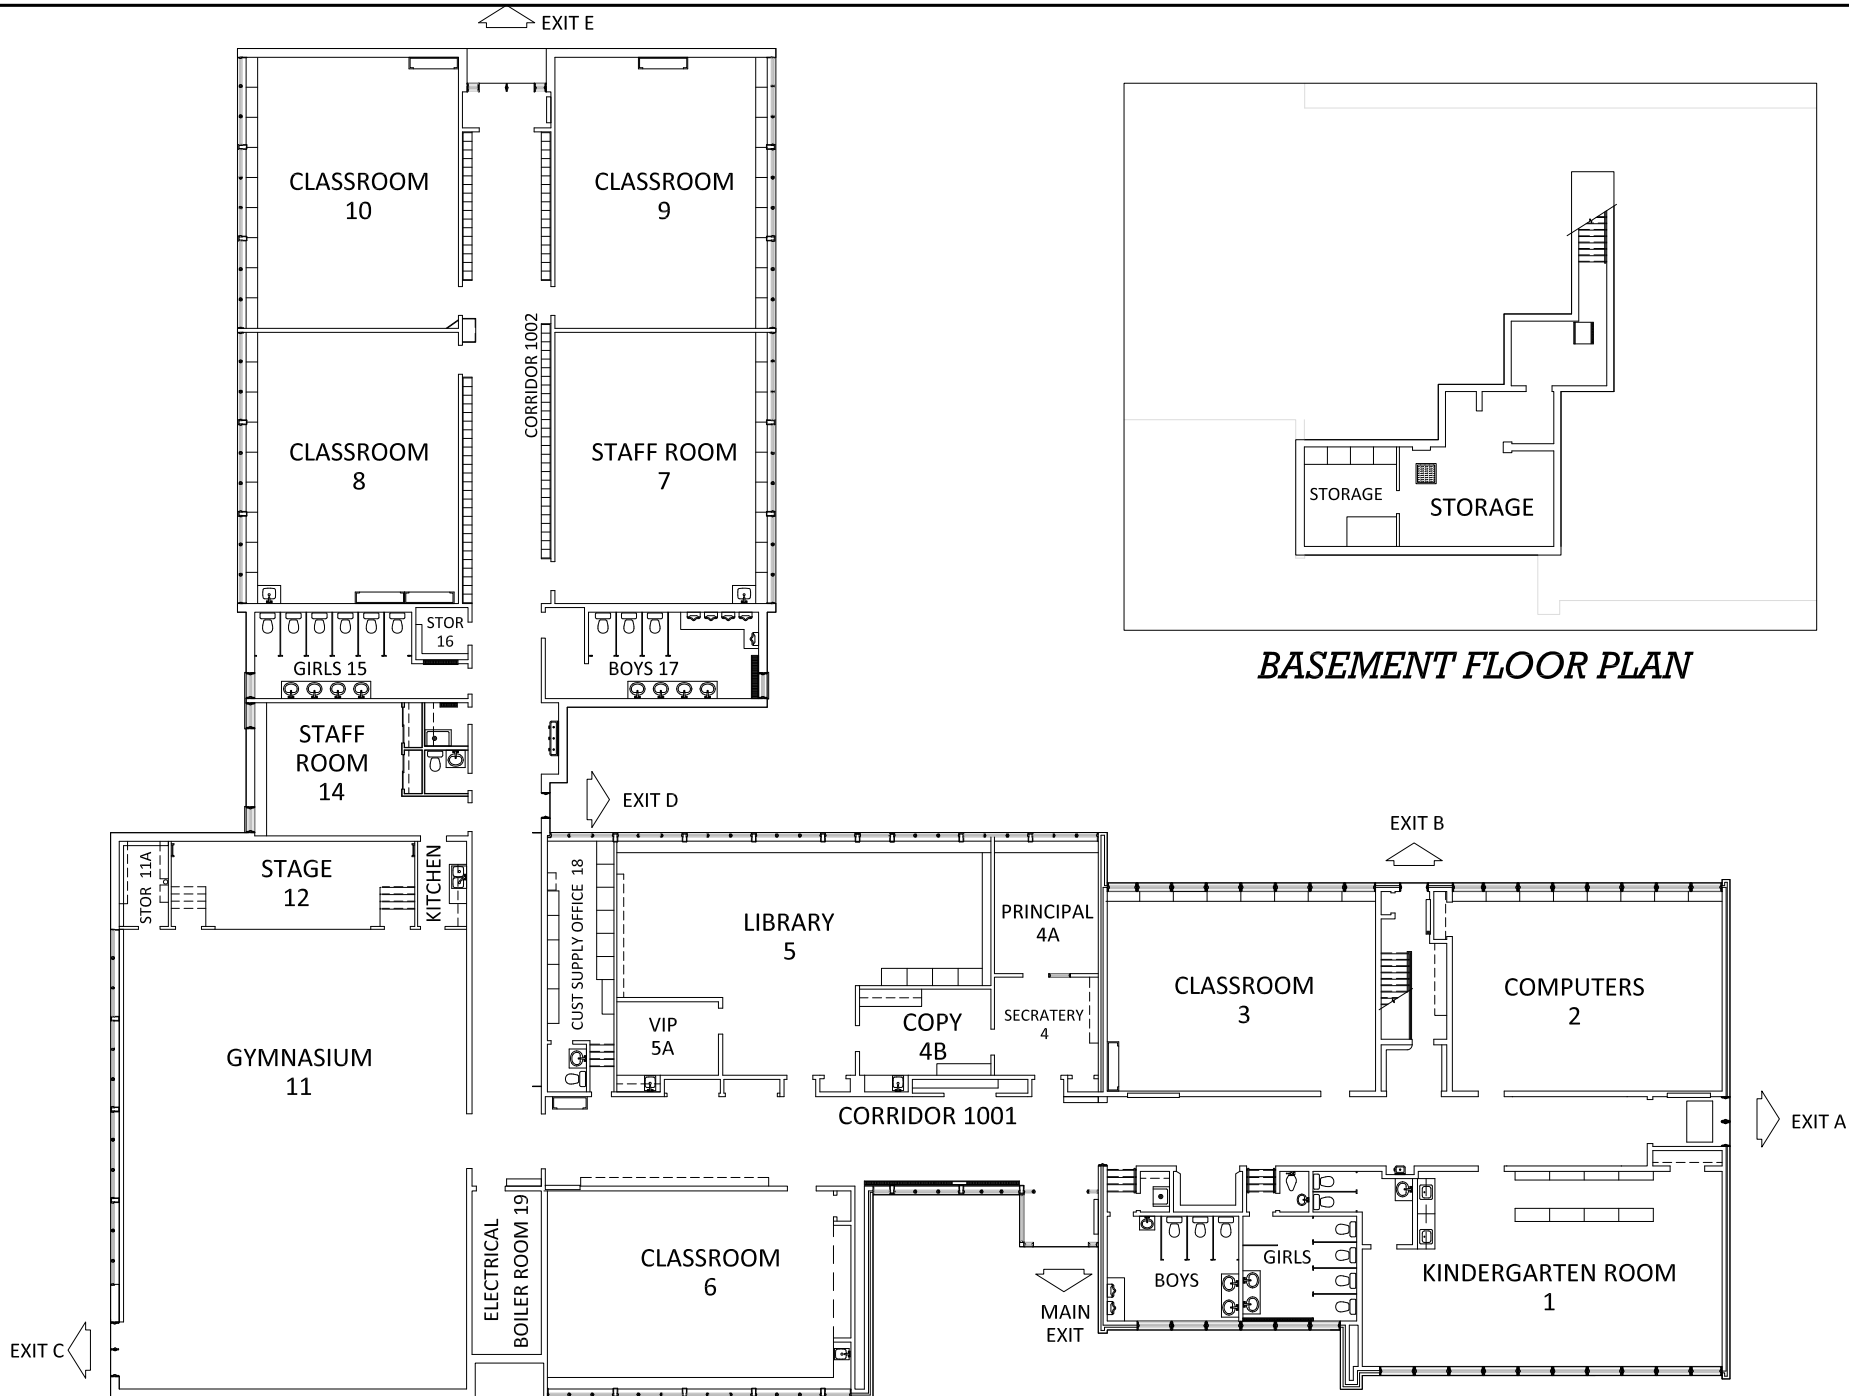 EXIT E
CLASSROOM
10
CLASSROOM
9
CORRIDOR 1002
CLASSROOM
8
STAFF ROOM
7
STORAGE
STORAGE
BASEMENT FLOOR PLAN
STOR
16
GIRLS 15
BOYS 17
STAFF
ROOM
14
EXIT D
EXIT B
STOR 11A
STAGE
12
KITCHEN
CUST SUPPLY OFFICE 18
LIBRARY
5
PRINCIPAL
4A
CLASSROOM
3
COMPUTERS
2
VIP
5A
COPY
4B
SECRATERY
4
GYMNASIUM
11
CORRIDOR 1001
EXIT A
ELECTRICAL
BOILER ROOM 19
CLASSROOM
6
BOYS
GIRLS
KINDERGARTEN ROOM
1
MAIN
EXIT
EXIT C